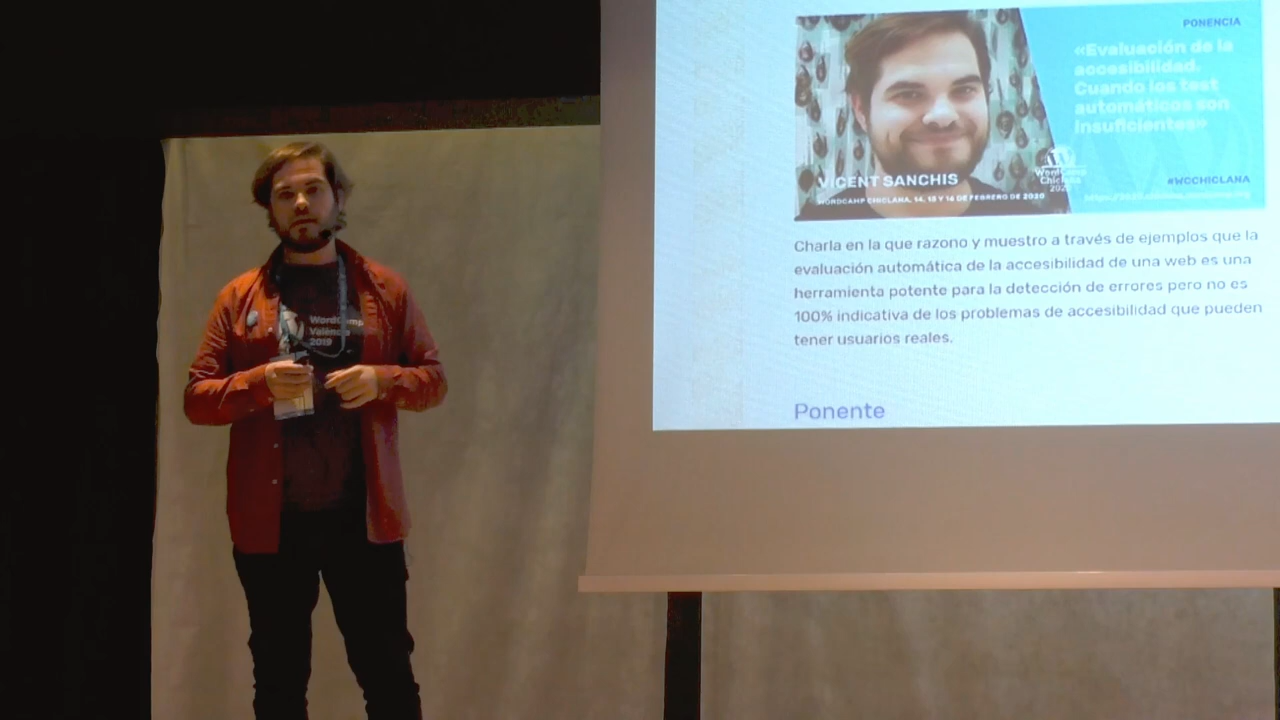 PONENCIA
«Evaluación de la
accesibilidad.
Cuando los test
automáticos son
insuficientes»
WordCamp
Chiclana
2020
VICENT SANCHIS
#WCCHICLANA
WORDCAMP CHICLANA, 14, 15 Y 16 DE FEBRERO DE 2020
Charla en la que razono y muestro a través de ejemplos que la
evaluación automática de la accesibilidad de una web es una
herramienta potente para la detección de errores pero no es
100% indicativa de los problemas de accesibilidad que pueden
tener usuarios reales.
Ponente
WordCamp
València
2019